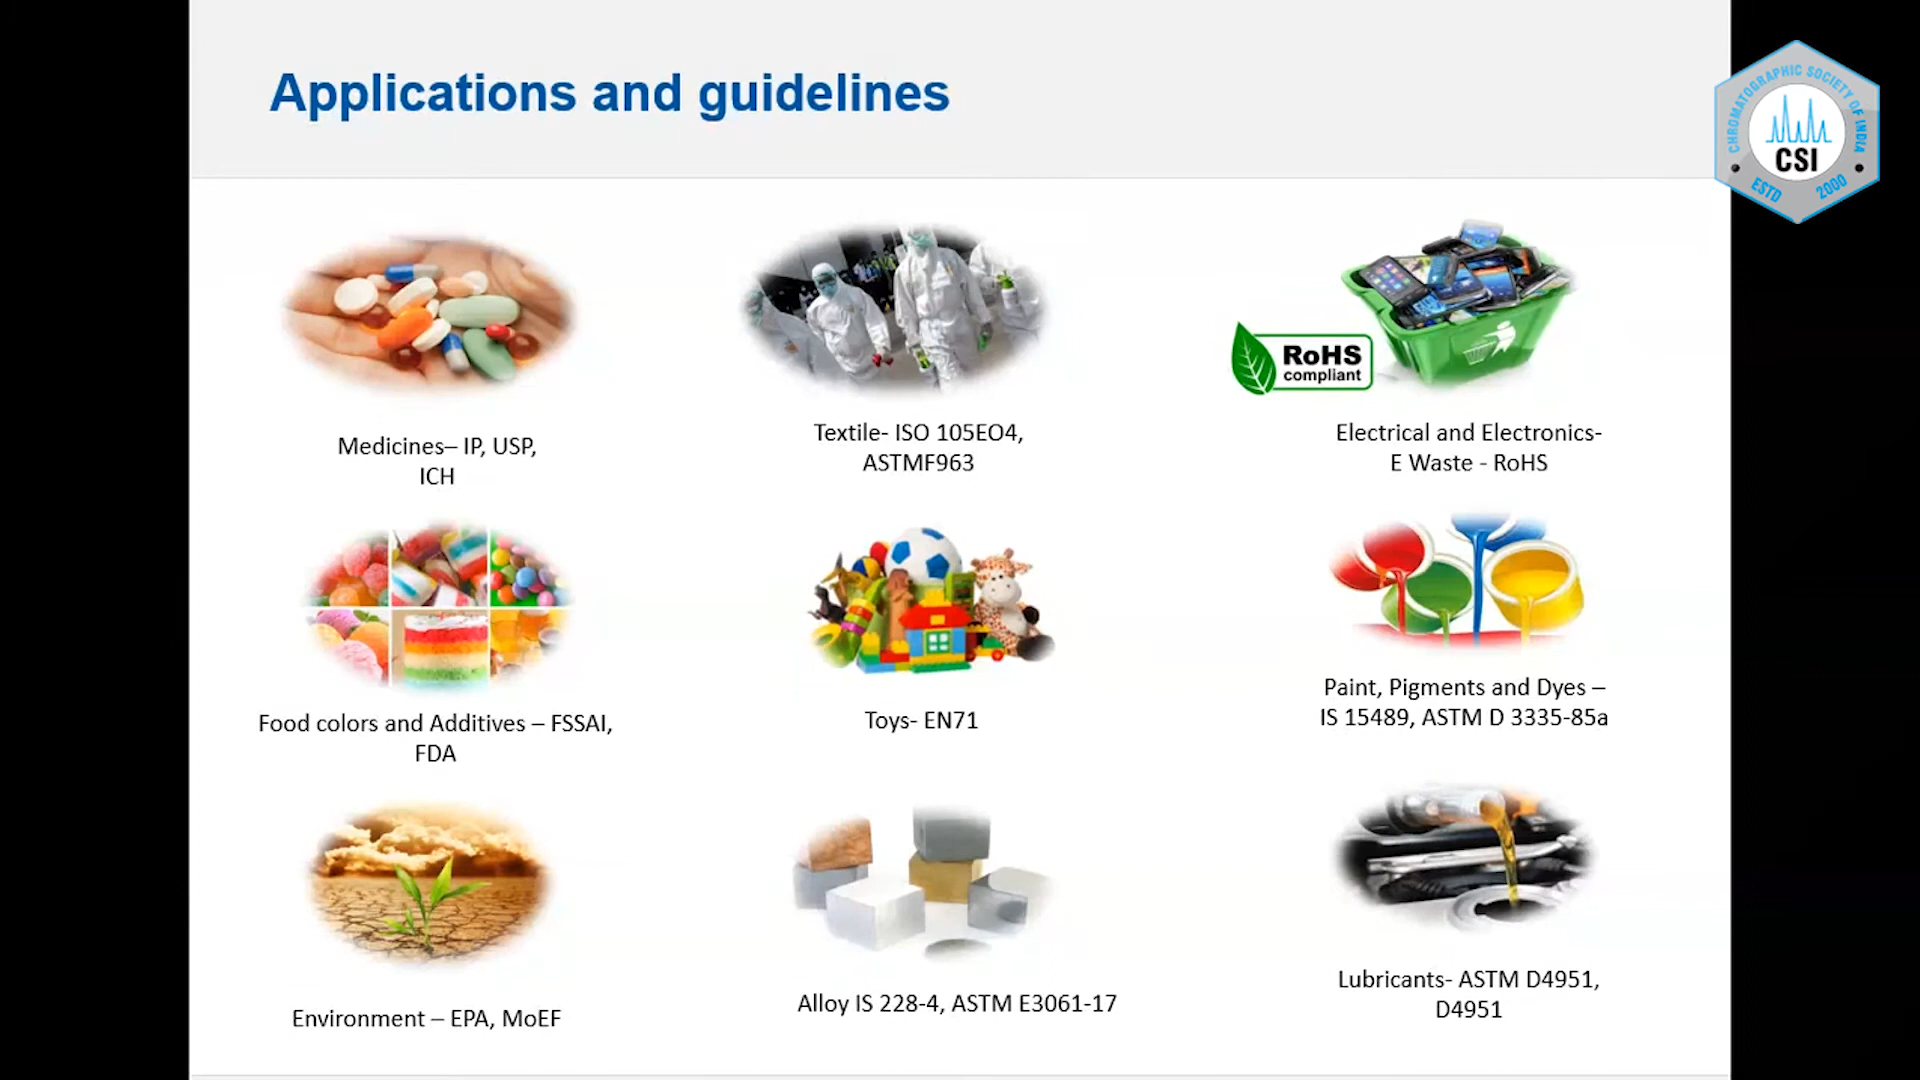 Applications and guidelines
CHROMATOGRAPHIC SOCIETY OF INDIA
CSI
ESTD 2000
RoHS
compliant
Medicines– IP, USP,
ICH
Textile- ISO 105EO4,
ASTMF963
Electrical and Electronics-
E Waste - RoHS
Food colors and Additives – FSSAI,
FDA
Toys- EN71
Paint, Pigments and Dyes –
IS 15489, ASTM D 3335-85a
Environment – EPA, MoEF
Alloy IS 228-4, ASTM E3061-17
Lubricants- ASTM D4951,
D4951